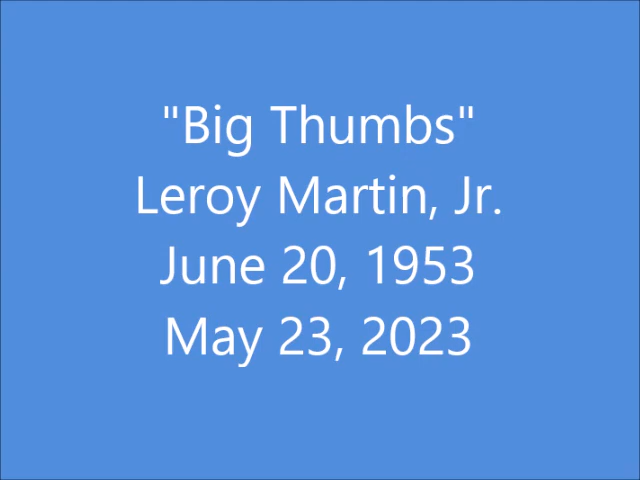 "Big Thumbs"
Leroy Martin, Jr.
June 20, 1953
May 23, 2023